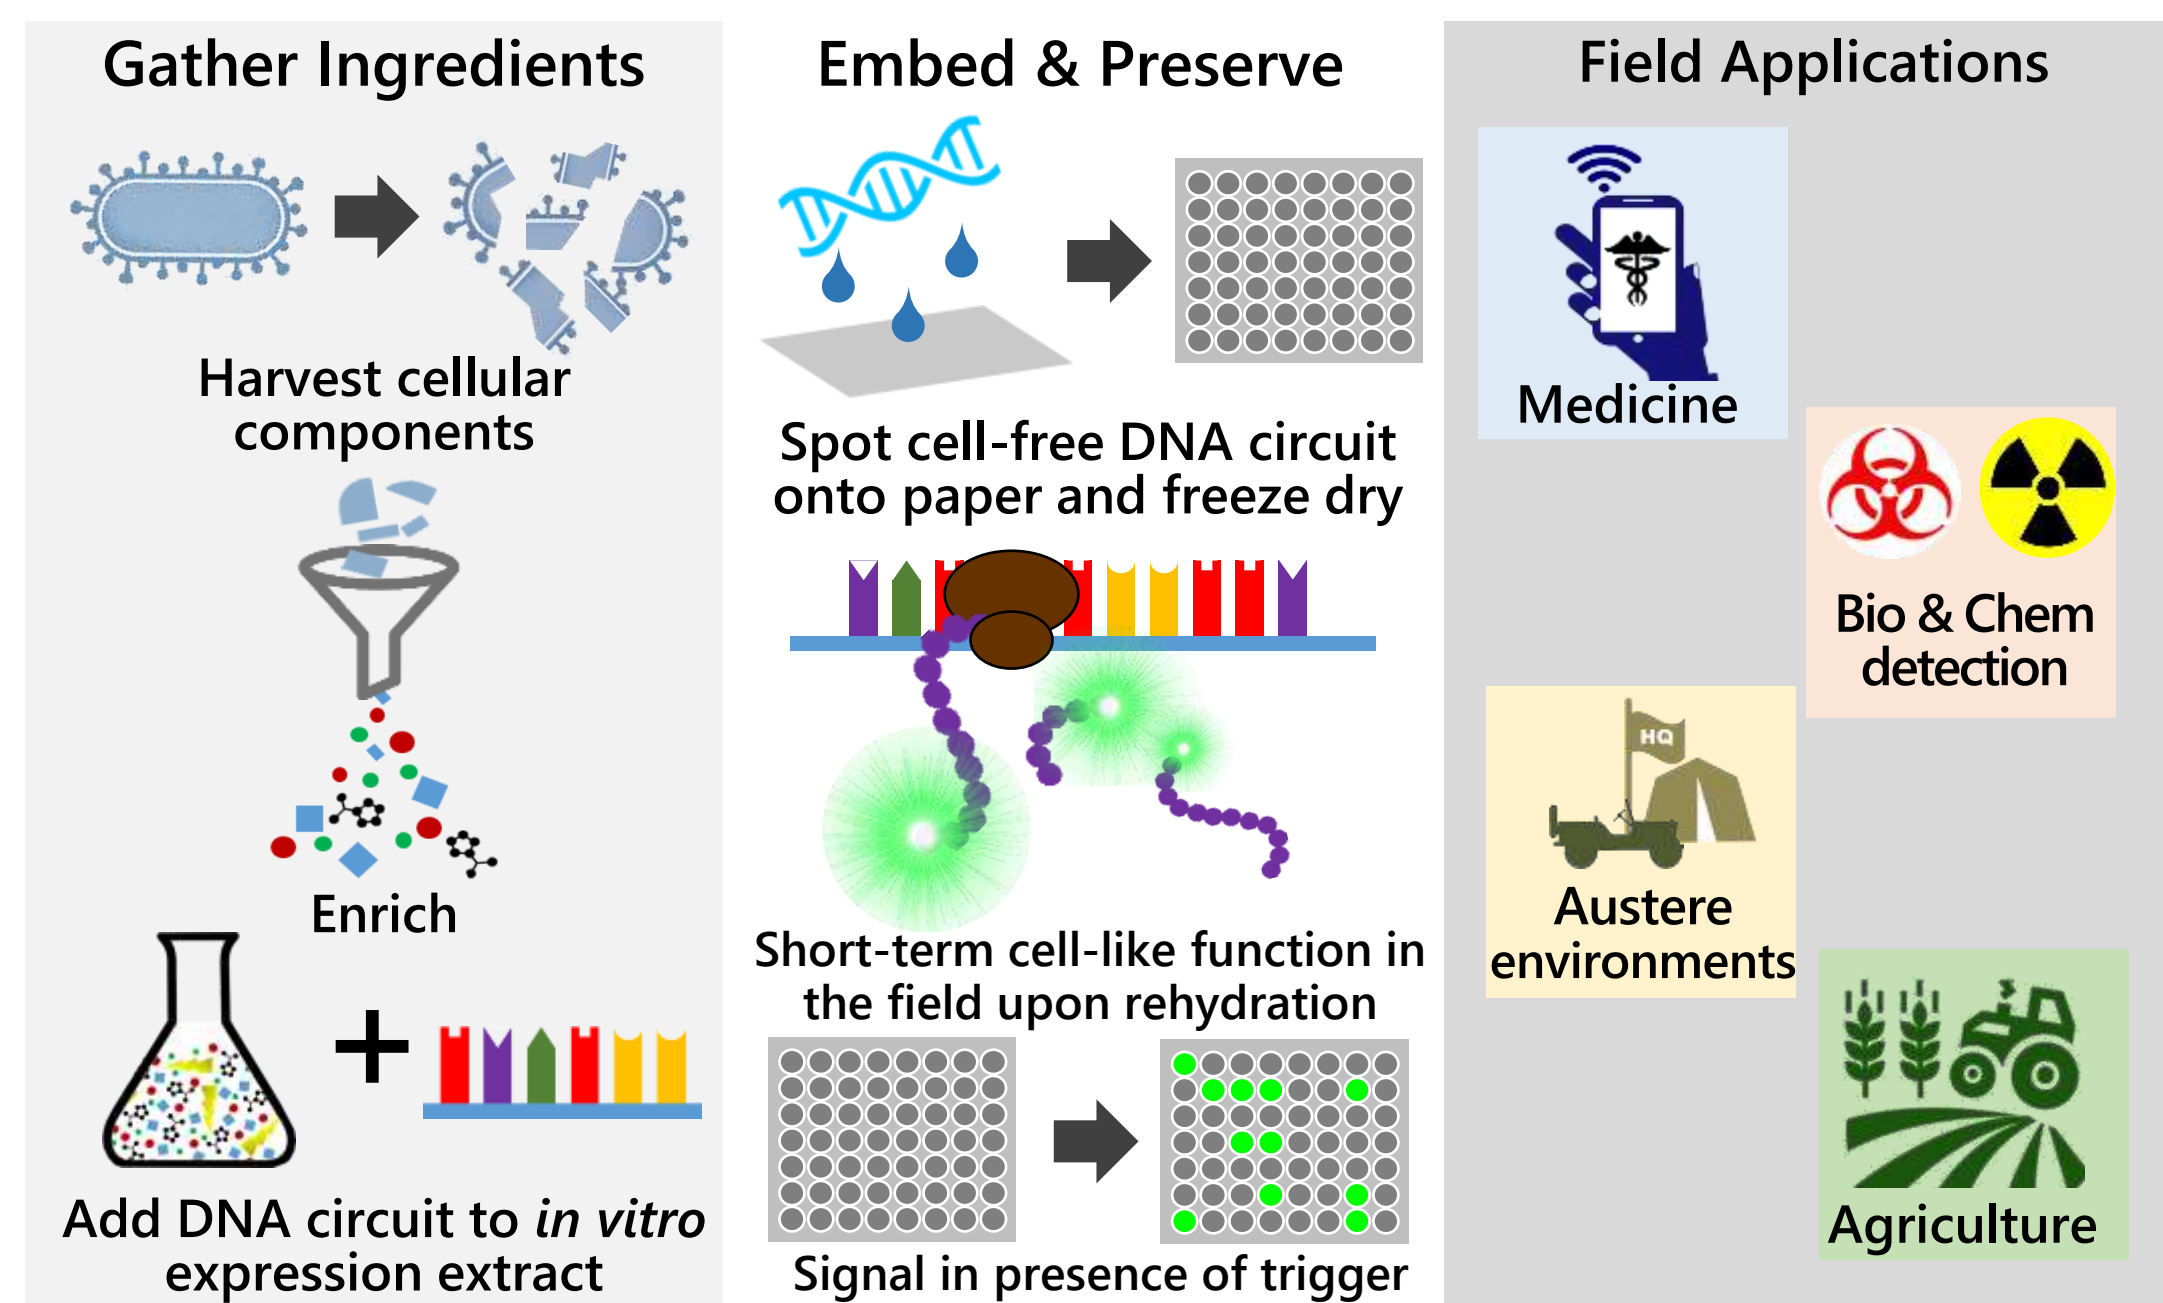 Gather Ingredients
Harvest cellular
components
Enrich
Add DNA circuit to in vitro
expression extract
Embed & Preserve
Spot cell-free DNA circuit
onto paper and freeze dry
Short-term cell-like function in
the field upon rehydration
Signal in presence of trigger
Field Applications
Medicine
Bio & Chem
detection
HQ
Austere
environments
Agriculture